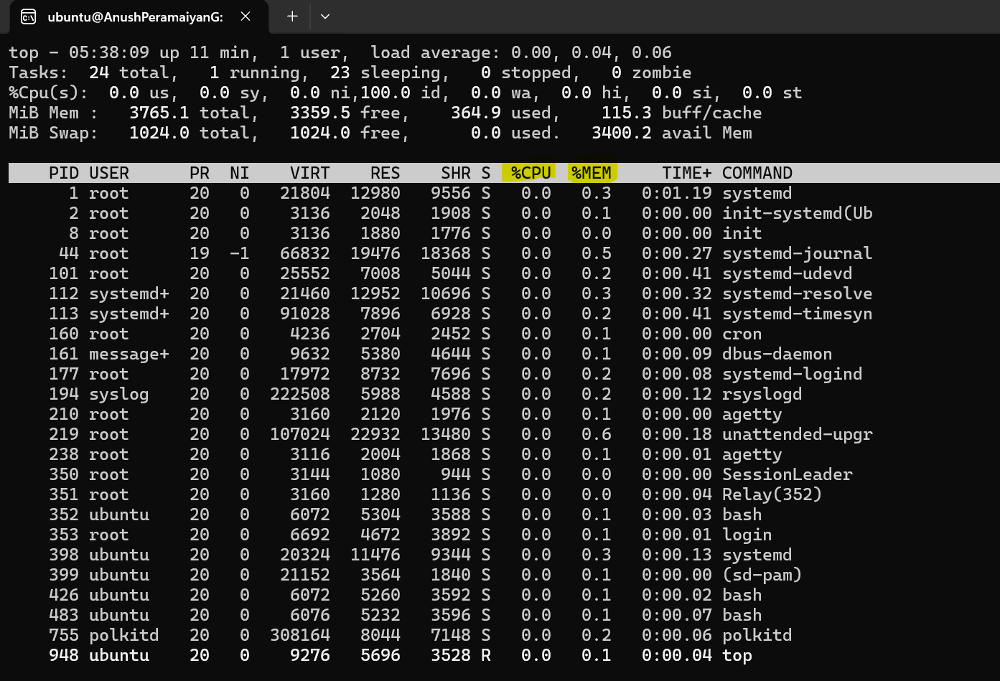 ubuntu@AnushPeramaiyanG:
top - 05:38:09 up 11 min,  1 user,  load average: 0.00, 0.04, 0.06
Tasks:  24 total,   1 running,  23 sleeping,   0 stopped,   0 zombie
%Cpu(s):  0.0 us,  0.0 sy,  0.0 ni,100.0 id,  0.0 wa,  0.0 hi,  0.0 si,  0.0 st
MiB Mem :   3765.1 total,   3359.5 free,    364.9 used,    115.3 buff/cache
MiB Swap:   1024.0 total,   1024.0 free,      0.0 used.   3400.2 avail Mem
PID USER      PR  NI    VIRT    RES    SHR S  %CPU  %MEM     TIME+ COMMAND
1 root      20   0   21804  12980   9556 S   0.0   0.3   0:01.19 systemd
2 root      20   0    3136   2048   1908 S   0.0   0.1   0:00.00 init-systemd(Ub
8 root      20   0    3136   1880   1776 S   0.0   0.0   0:00.00 init
44 root      19  -1   66832  19476  18368 S   0.0   0.5   0:00.27 systemd-journal
101 root      20   0   25552   7008   5044 S   0.0   0.2   0:00.41 systemd-udevd
112 systemd+  20   0   21460  12952  10696 S   0.0   0.3   0:00.32 systemd-resolve
113 systemd+  20   0   91028   7896   6928 S   0.0   0.2   0:00.41 systemd-timesyn
160 root      20   0    4236   2704   2452 S   0.0   0.1   0:00.00 cron
161 message+  20   0    9632   5380   4644 S   0.0   0.1   0:00.09 dbus-daemon
177 root      20   0   17972   8732   7696 S   0.0   0.2   0:00.08 systemd-logind
194 syslog    20   0  222508   5988   4588 S   0.0   0.2   0:00.12 rsyslogd
210 root      20   0    3160   2120   1976 S   0.0   0.1   0:00.00 agetty
219 root      20   0  107024  22932  13480 S   0.0   0.6   0:00.18 unattended-upgr
238 root      20   0    3116   2004   1868 S   0.0   0.1   0:00.01 agetty
350 root      20   0    3144   1080    944 S   0.0   0.0   0:00.00 SessionLeader
351 root      20   0    3160   1280   1136 S   0.0   0.0   0:00.04 Relay(352)
352 ubuntu    20   0    6072   5304   3588 S   0.0   0.1   0:00.03 bash
353 root      20   0    6692   4672   3892 S   0.0   0.1   0:00.01 login
398 ubuntu    20   0   20324  11476   9344 S   0.0   0.3   0:00.13 systemd
399 ubuntu    20   0   21152   3564   1840 S   0.0   0.1   0:00.00 (sd-pam)
426 ubuntu    20   0    6072   5260   3592 S   0.0   0.1   0:00.02 bash
483 ubuntu    20   0    6076   5232   3596 S   0.0   0.1   0:00.07 bash
755 polkitd   20   0  308164   8044   7148 S   0.0   0.2   0:00.06 polkitd
948 ubuntu    20   0    9276   5696   3528 R   0.0   0.1   0:00.04 top